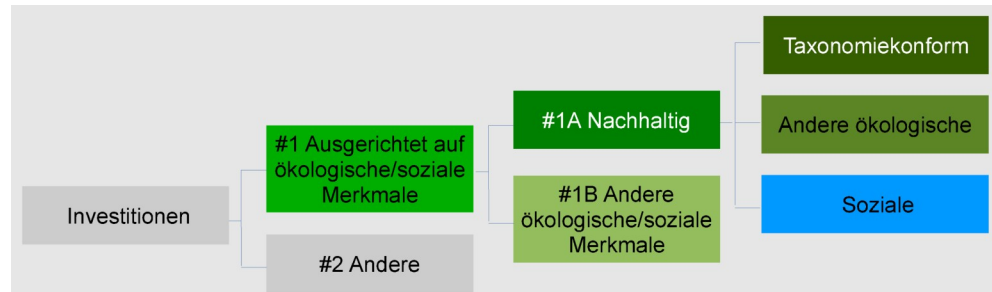 Investitionen
#1 Ausgerichtet auf
ökologische/soziale
Merkmale
#2 Andere
#1A Nachhaltig
#1B Andere
ökologische/soziale
Merkmale
Taxonomiekonform
Andere ökologische
Soziale